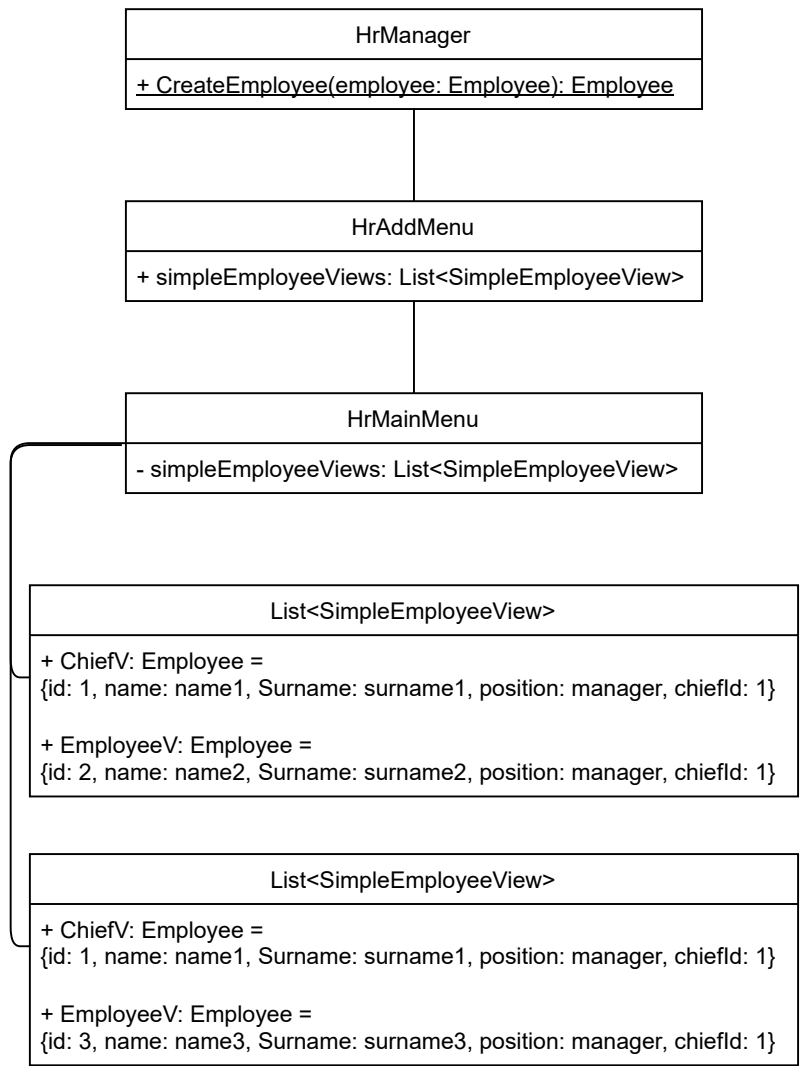 HrManager
+ CreateEmployee(employee: Employee): Employee
HrAddMenu
+ simpleEmployeeViews: List<SimpleEmployeeView>
HrMainMenu
- simpleEmployeeViews: List<SimpleEmployeeView>
List<SimpleEmployeeView>
+ ChiefV: Employee =
{id: 1, name: name1, Surname: surname1, position: manager, chiefId: 1}
+ EmployeeV: Employee =
{id: 2, name: name2, Surname: surname2, position: manager, chiefId: 1}
List<SimpleEmployeeView>
+ ChiefV: Employee =
{id: 1, name: name1, Surname: surname1, position: manager, chiefId: 1}
+ EmployeeV: Employee =
{id: 3, name: name3, Surname: surname3, position: manager, chiefId: 1}